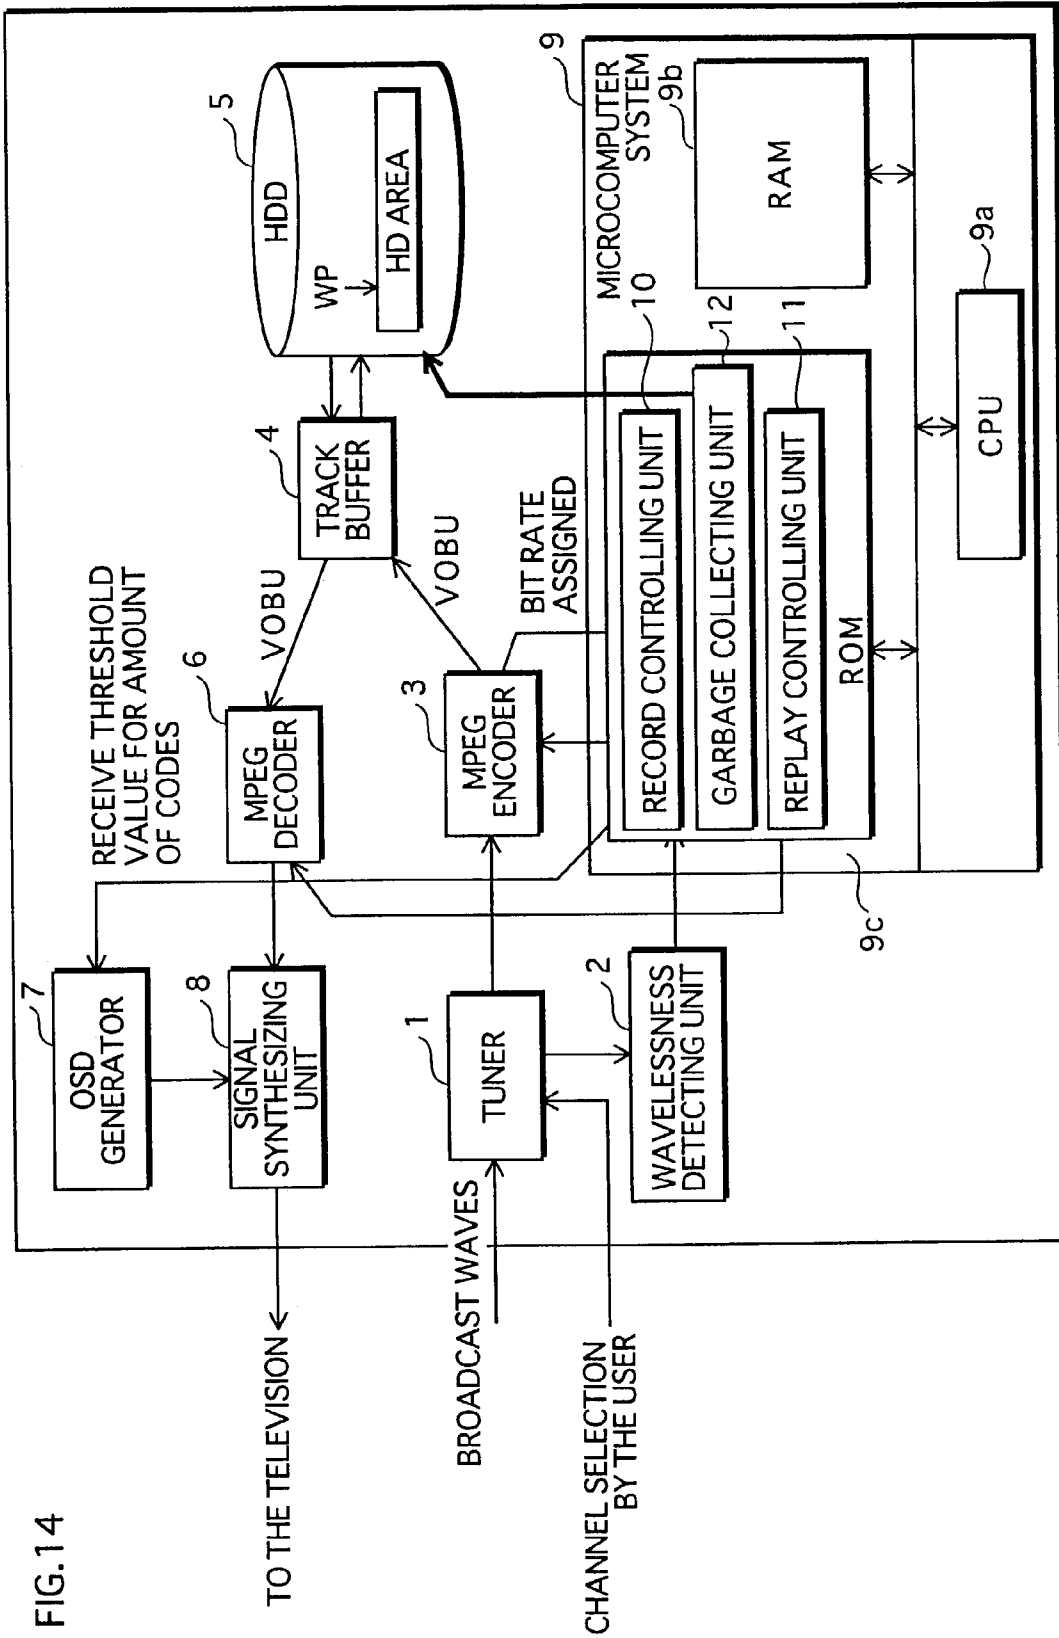 FIG.14
TO THE TELEVISION
BROADCAST WAVES
CHANNEL SELECTION
BY THE USER
7
OSD
GENERATOR
8
SIGNAL
SYNTHESIZING
UNIT
1
TUNER
2
WAVELESSNESS
DETECTING UNIT
RECEIVE THRESHOLD
VALUE FOR AMOUNT
OF CODES
6
MPEG
DECODER
VOBU
3
MPEG
ENCODER
VOBU
BIT RATE
ASSIGNED
4
TRACK
BUFFER
5
HDD
WP
HD AREA
9
MICROCOMPUTER
SYSTEM
10
RECORD CONTROLLING UNIT
12
GARBAGE COLLECTING UNIT
11
REPLAY CONTROLLING UNIT
ROM
9c
9b
RAM
9a
CPU